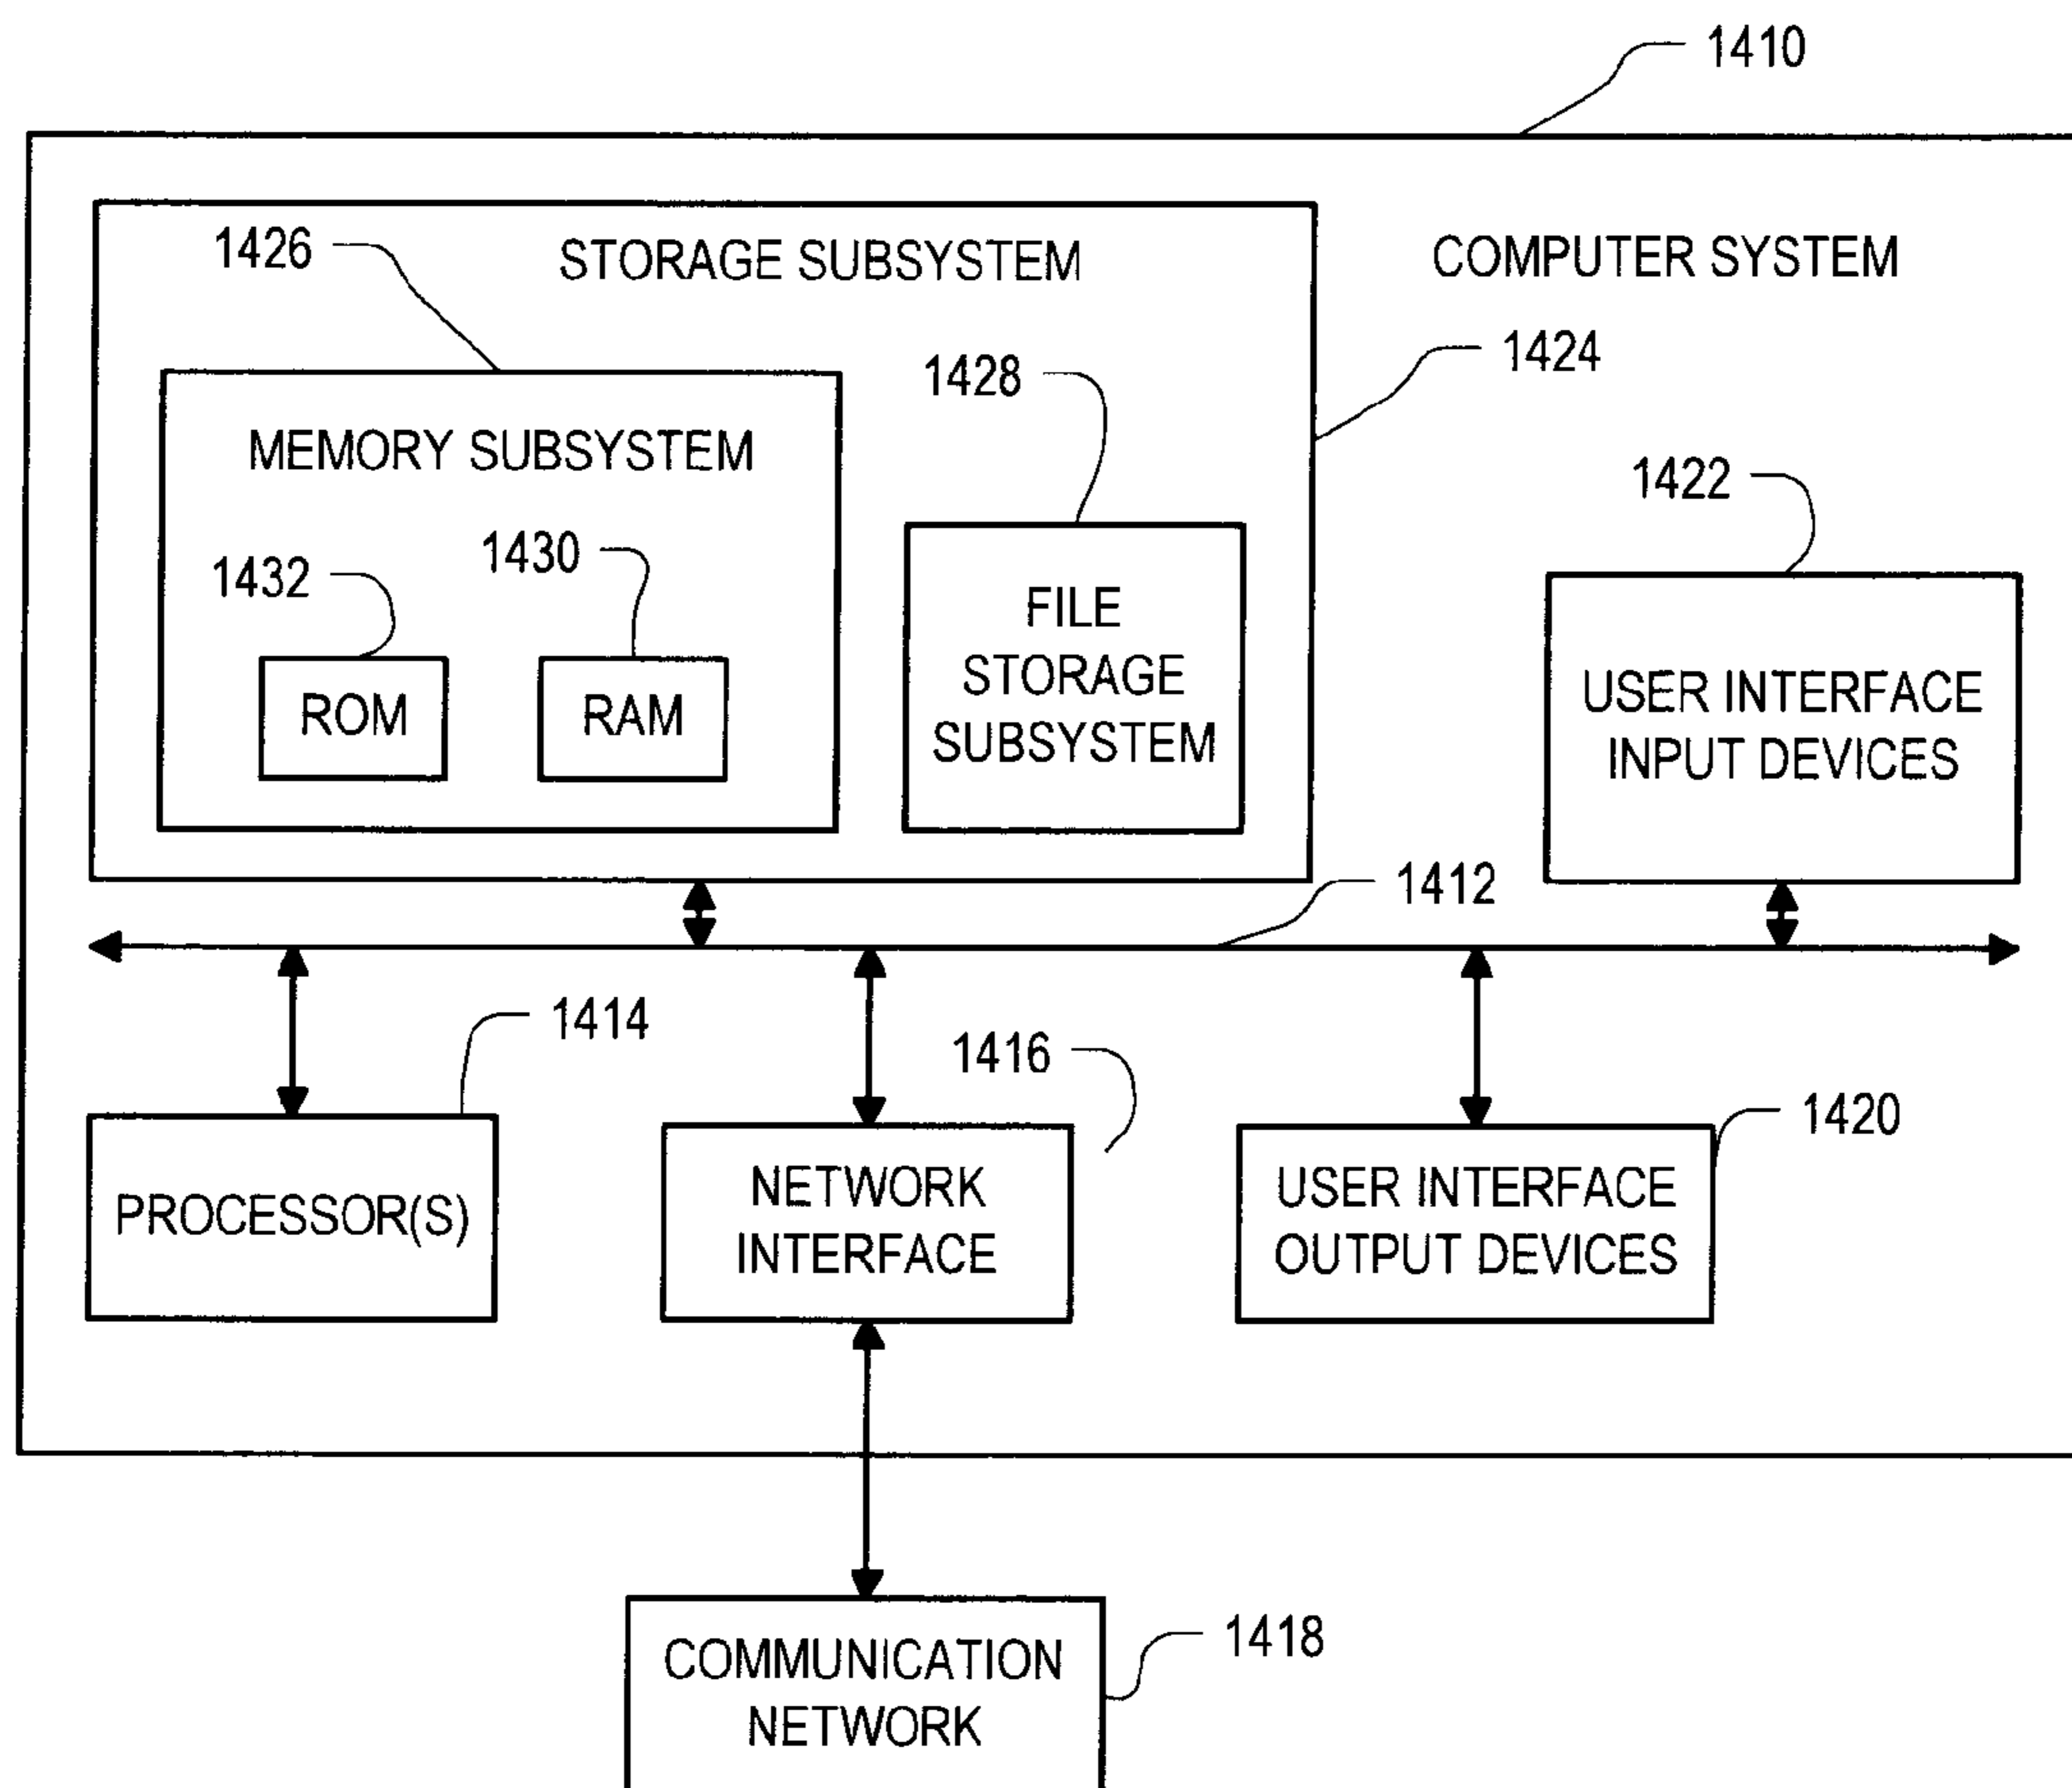 1410
1426
STORAGE SUBSYSTEM
COMPUTER SYSTEM
1424
1428
MEMORY SUBSYSTEM
1422
1432
1430
FILE
STORAGE
SUBSYSTEM
ROM
RAM
USER INTERFACE
INPUT DEVICES
1412
1414
1416
1420
PROCESSOR(S)
NETWORK
INTERFACE
USER INTERFACE
OUTPUT DEVICES
COMMUNICATION
NETWORK
1418